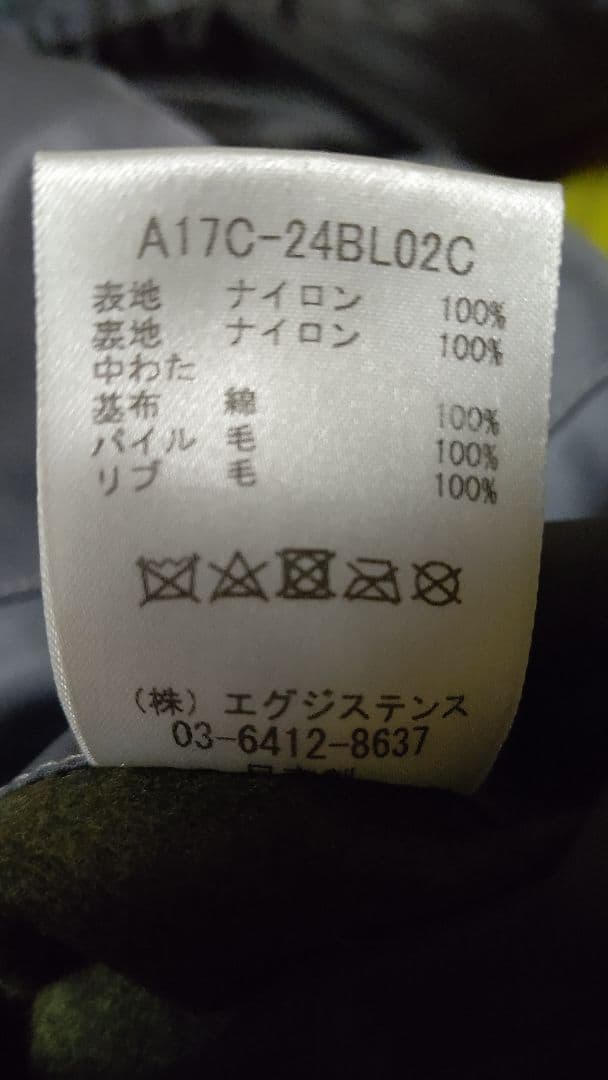 A17C-24BL02C
表地 ナイロン 100%
裏地 ナイロン 100%
中わた
基布 綿 100%
パイル 毛 100%
リブ 毛 100%
（株）エグジステンス
03-6412-8637